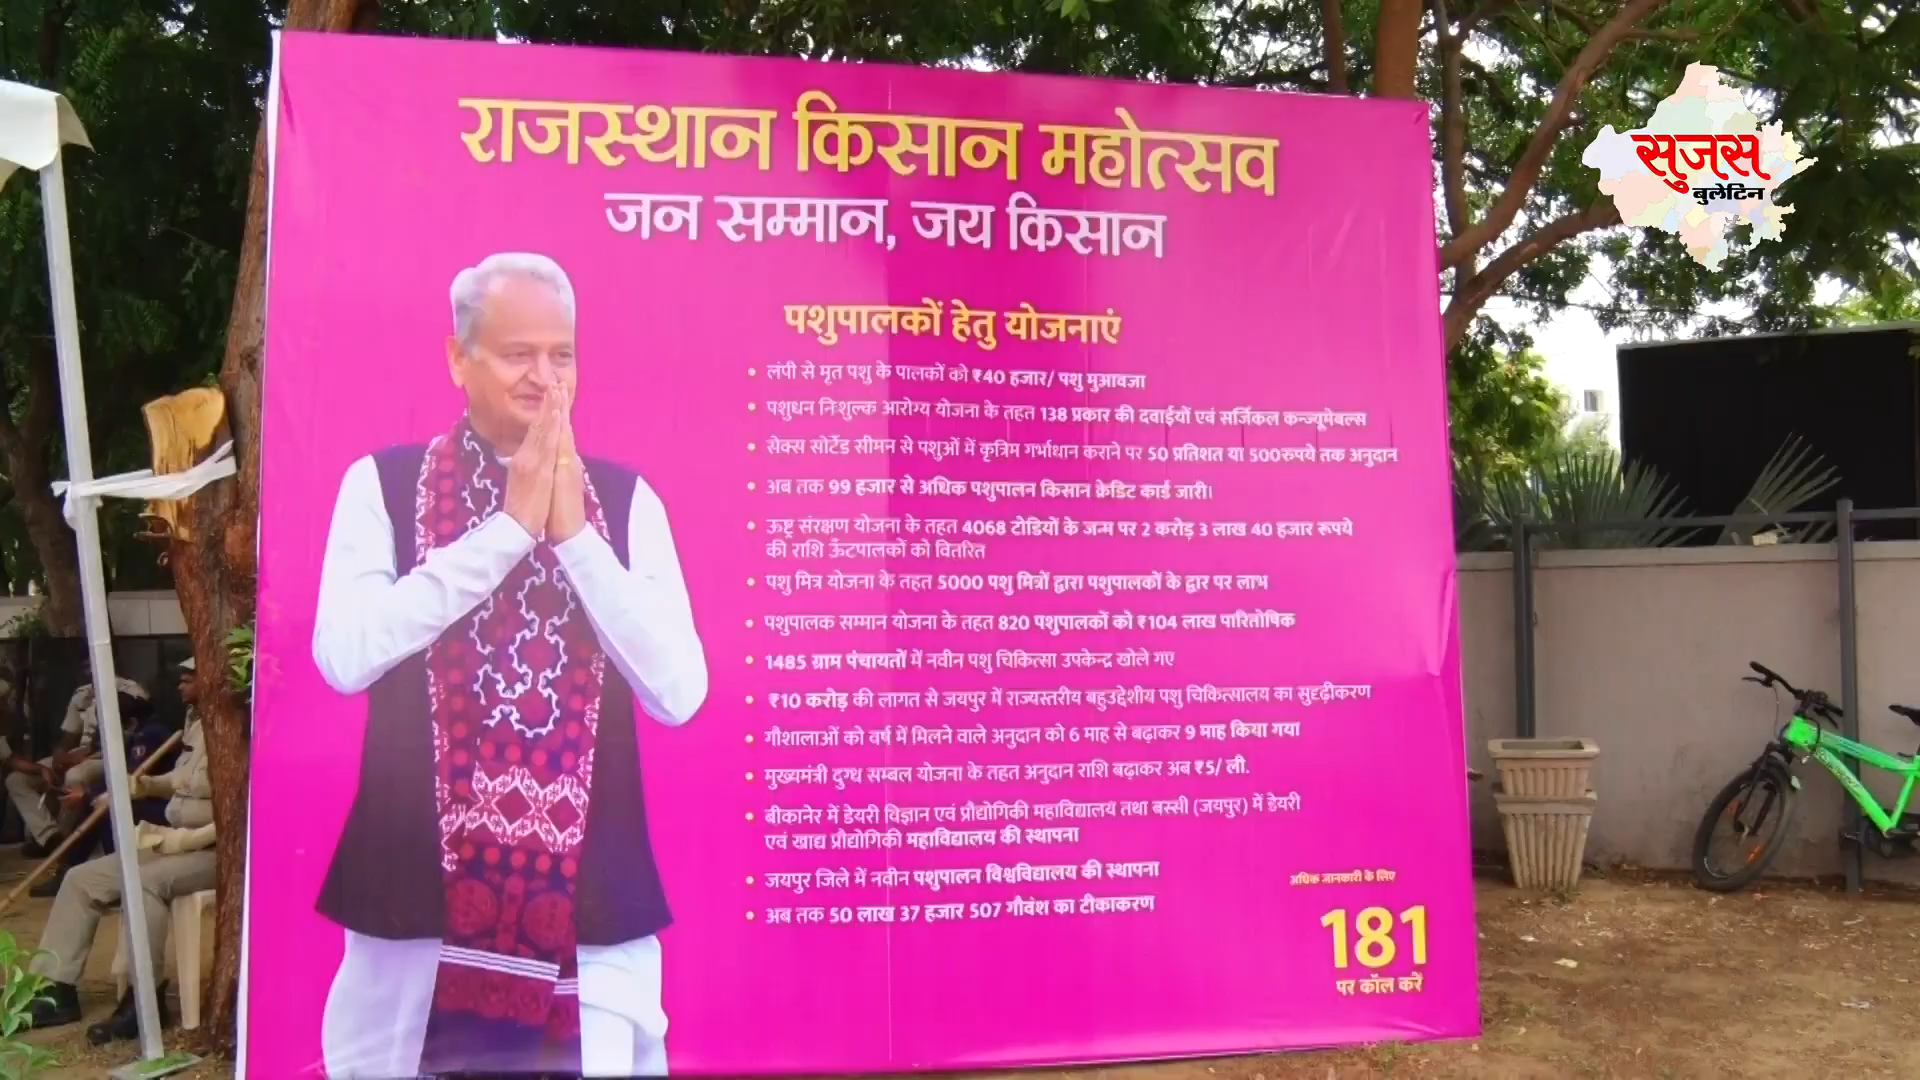 राजस्थान किसान महोत्सव
जन सम्मान, जय किसान
सुजस
बुलेटिन
पशुपालकों हेतु योजनाएं
• लंपी से मृत पशु के पालकों को ₹40 हजार/ पशु मुआवजा
• पशुधन निःशुल्क आरोग्य योजना के तहत 138 प्रकार की दवाईयों एवं सर्जिकल कन्ज्यूमेबल्स
• सेक्स सोर्टेड सीमन से पशुओं में कृत्रिम गर्भाधान कराने पर 50 प्रतिशत या 500रुपये तक अनुदान
• अब तक 99 हजार से अधिक पशुपालन किसान क्रेडिट कार्ड जारी।
• ऊष्ट्र संरक्षण योजना के तहत 4068 टोडियों के जन्म पर 2 करोड़ 3 लाख 40 हजार रूपये
की राशि ऊँटपालकों को वितरित
• पशु मित्र योजना के तहत 5000 पशु मित्रों द्वारा पशुपालकों के द्वार पर लाभ
• पशुपालक सम्मान योजना के तहत 820 पशुपालकों को ₹104 लाख पारितोषिक
• 1485 ग्राम पंचायतों में नवीन पशु चिकित्सा उपकेन्द्र खोले गए
• ₹10 करोड़ की लागत से जयपुर में राज्यस्तरीय बहुउद्देशीय पशु चिकित्सालय का सुदृढ़ीकरण
• गौशालाओं को वर्ष में मिलने वाले अनुदान को 6 माह से बढ़ाकर 9 माह किया गया
• मुख्यमंत्री दुग्ध सम्बल योजना के तहत अनुदान राशि बढ़ाकर अब ₹5/ ली.
• बीकानेर में डेयरी विज्ञान एवं प्रौद्योगिकी महाविद्यालय तथा बस्सी (जयपुर) में डेयरी
एवं खाद्य प्रौद्योगिकी महाविद्यालय की स्थापना
• जयपुर जिले में नवीन पशुपालन विश्वविद्यालय की स्थापना
• अब तक 50 लाख 37 हजार 507 गौवंश का टीकाकरण
अधिक जानकारी के लिए
181
पर कॉल करें